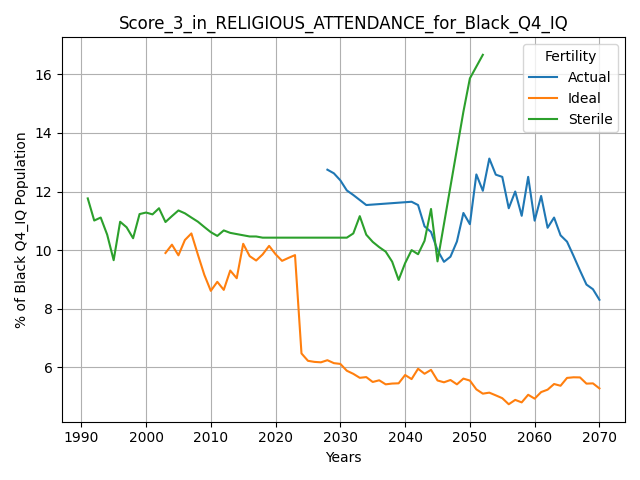 Score_3_in_RELIGIOUS_ATTENDANCE_for_Black_Q4_IQ
Fertility
Actual
Ideal
Sterile
% of Black Q4_IQ Population
16
14
12
10
8
6
1990 2000 2010 2020 2030 2040 2050 2060 2070
Years